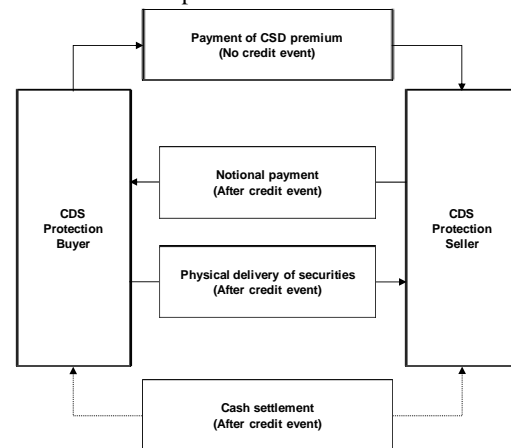 Payment of CSD premium
(No credit event)
Notional payment
(After credit event)
CDS
Protection
Buyer
CDS
Protection
Seller
Physical delivery of securities
(After credit event)
Cash settlement
(After credit event)